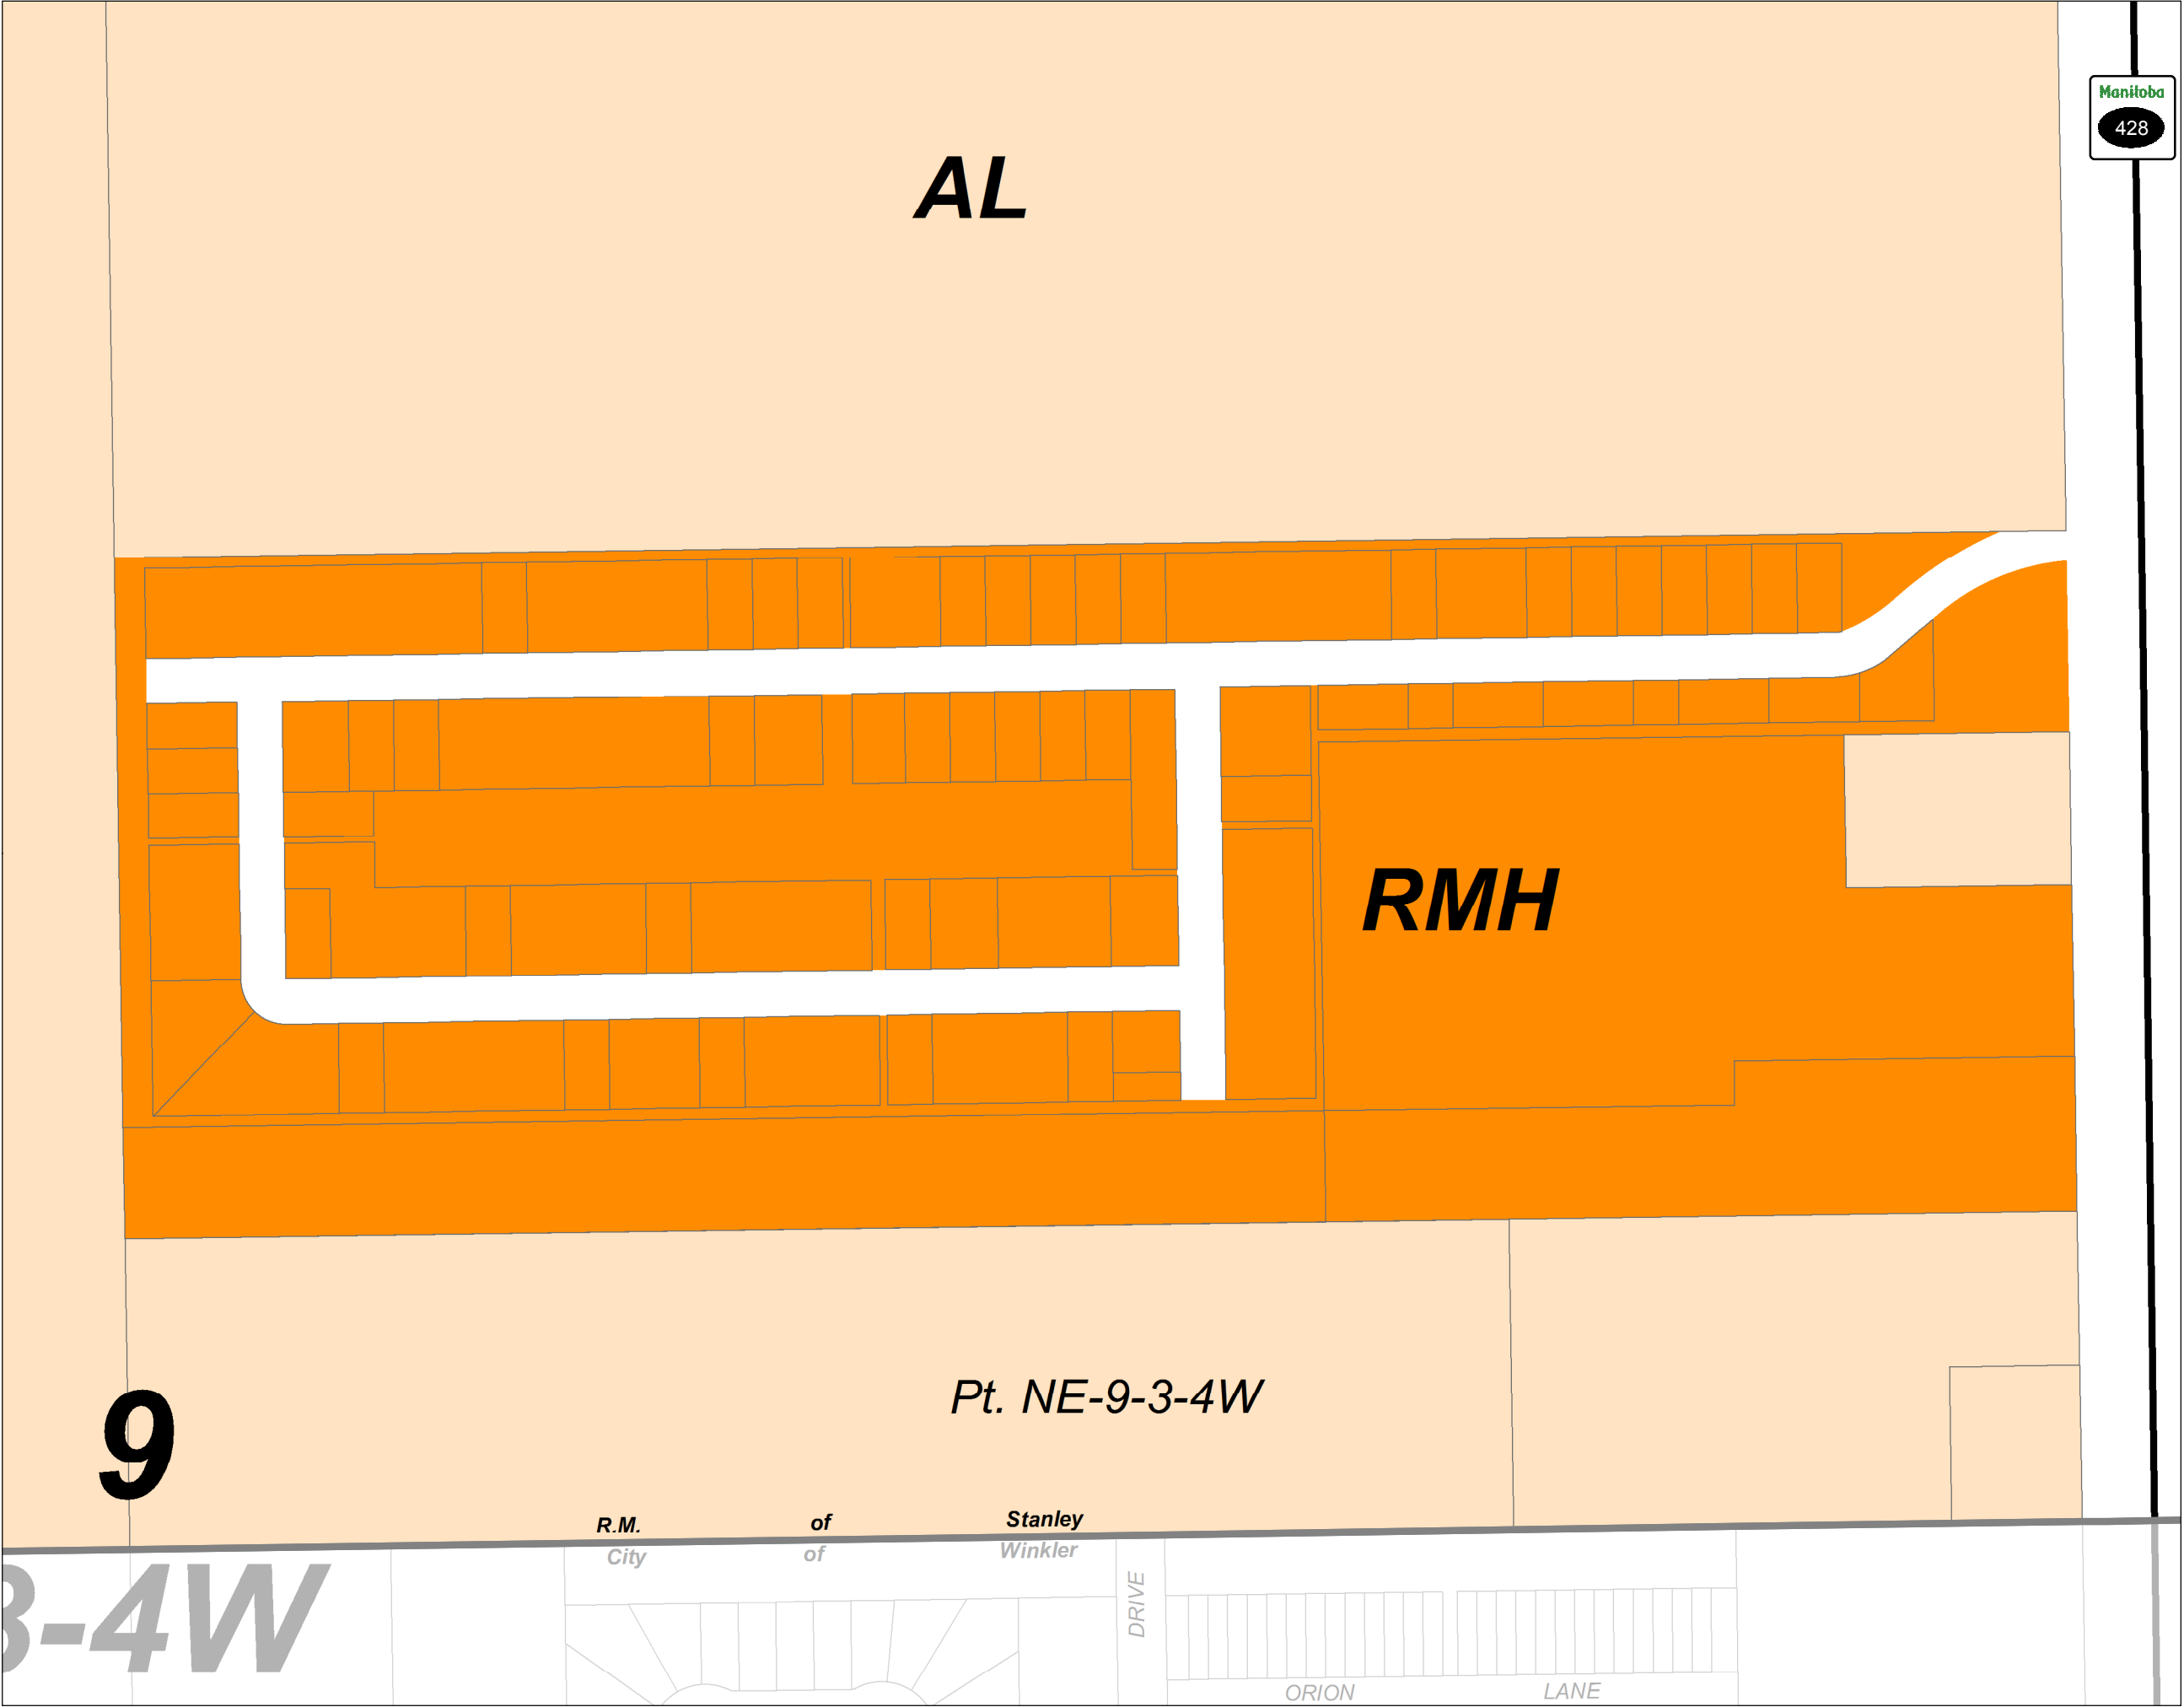 Manitoba
428
AL
RMH
Pt. NE-9-3-4W
9
R.M. of Stanley
City of Winkler
3-4W
DRIVE
ORION LANE